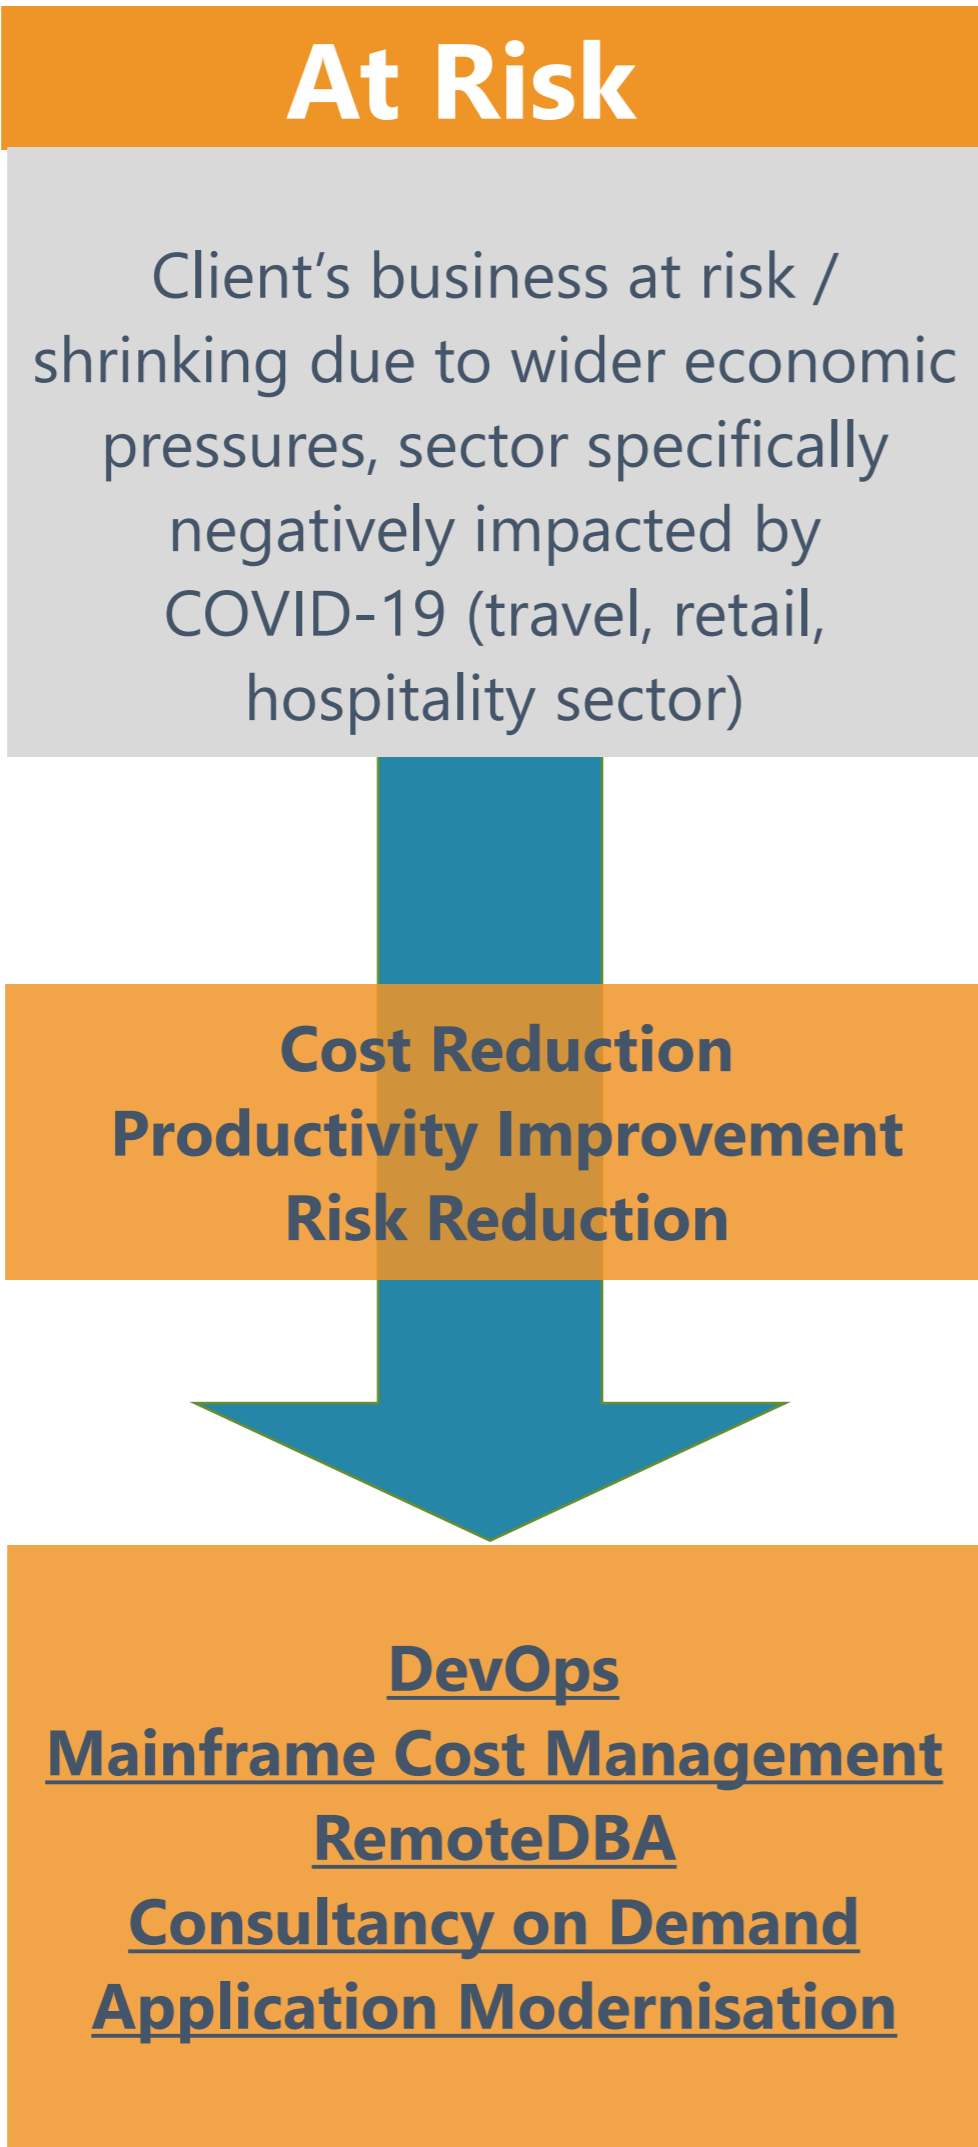 At Risk
Client’s business at risk /
shrinking due to wider economic
pressures, sector specifically
negatively impacted by
COVID-19 (travel, retail,
hospitality sector)
Cost Reduction
Productivity Improvement
Risk Reduction
DevOps
Mainframe Cost Management
RemoteDBA
Consultancy on Demand
Application Modernisation